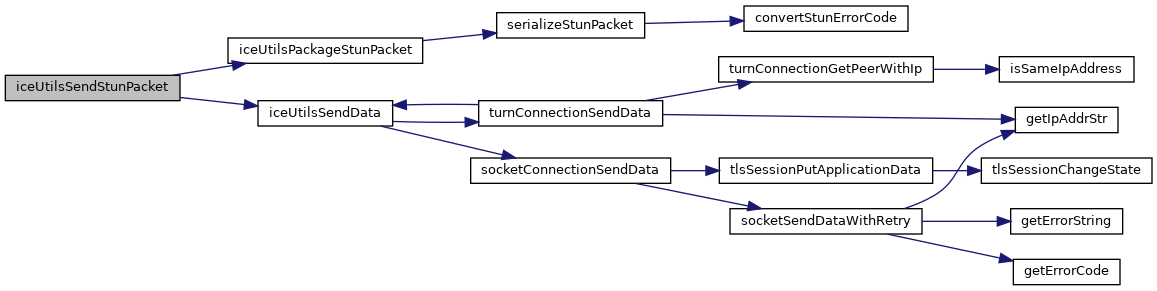 iceUtilsSendStunPacket
iceUtilsPackageStunPacket
serializeStunPacket
convertStunErrorCode
iceUtilsSendData
turnConnectionSendData
turnConnectionGetPeerWithIp
isSameIpAddress
getIpAddrStr
socketConnectionSendData
tlsSessionPutApplicationData
tlsSessionChangeState
socketSendDataWithRetry
getErrorString
getErrorCode